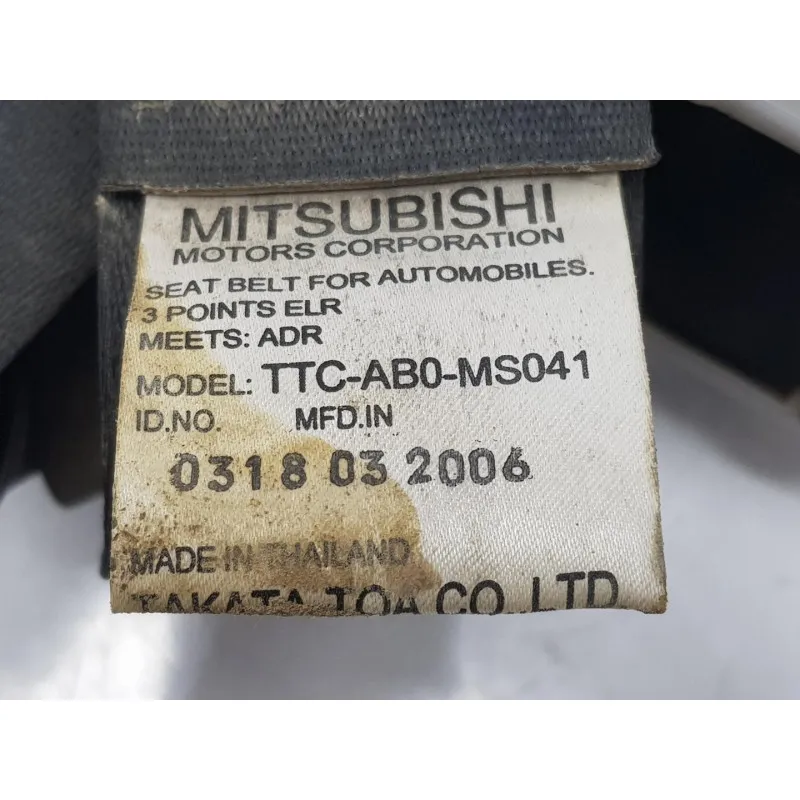 MITSUBISHI
MOTORS CORPORATION
SEAT BELT FOR AUTOMOBILES.
3 POINTS ELR
MEETS: ADR
MODEL: TTC-AB0-MS041
ID.NO. MFD.IN
0318 03 2006
MADE IN THAILAND
TAKATA TOA CO.,LTD